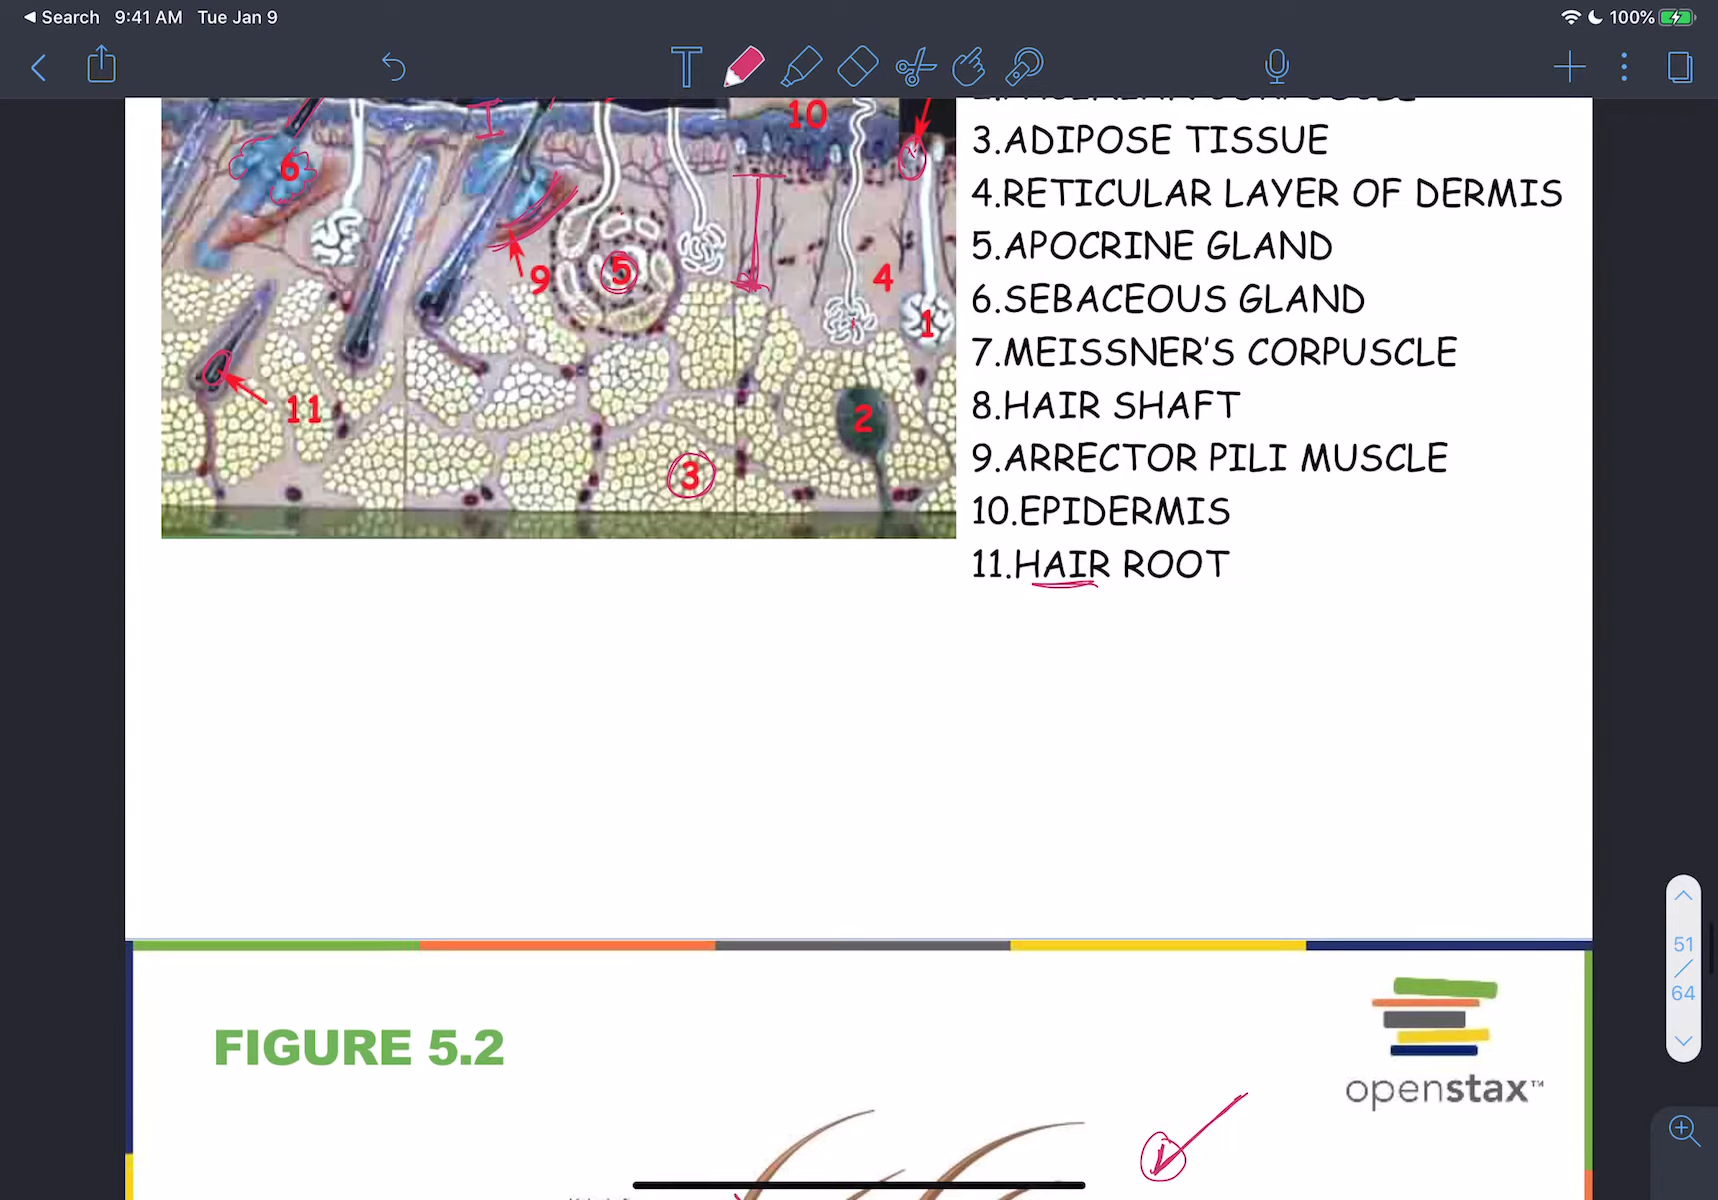 Search 9:41 AM Tue Jan 9
100%
10
6
9
5
4
1
11
2
3
3.ADIPOSE TISSUE
4.RETICULAR LAYER OF DERMIS
5.APOCRINE GLAND
6.SEBACEOUS GLAND
7.MEISSNER'S CORPUSCLE
8.HAIR SHAFT
9.ARRECTOR PILI MUSCLE
10.EPIDERMIS
11.HAIR ROOT
51
/
64
FIGURE 5.2
openstax™